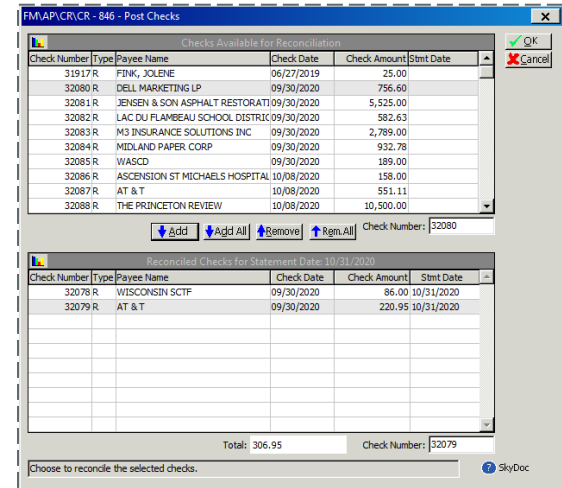 FM\AP\CR\CR - 846 - Post Checks
Checks Available for Reconciliation
OK
Check Number Type Payee Name Check Date Check Amount Stmt Date
Cancel
31917 R FINK, JOLENE 06/27/2019 25.00
32080 R DELL MARKETING LP 09/30/2020 756.60
32081 R JENSEN & SON ASPHALT RESTORATI 09/30/2020 5,525.00
32082 R LAC DU FLAMBEAU SCHOOL DISTRIC 09/30/2020 582.63
32083 R M3 INSURANCE SOLUTIONS INC 09/30/2020 2,789.00
32084 R MIDLAND PAPER CORP 09/30/2020 932.78
32085 R WASCD 09/30/2020 189.00
32086 R ASCENSION ST MICHAELS HOSPITAL 10/08/2020 158.00
32087 R AT & T 10/08/2020 551.11
32088 R THE PRINCETON REVIEW 10/08/2020 10,500.00
Add Add All Remove Rem.All Check Number: 32080
Reconciled Checks for Statement Date: 10/31/2020
Check Number Type Payee Name Check Date Check Amount Stmt Date
32078 R WISCONSIN SCTF 09/30/2020 86.00 10/31/2020
32079 R AT & T 09/30/2020 220.95 10/31/2020
Total: 306.95 Check Number: 32079
Choose to reconcile the selected checks. ? SkyDoc